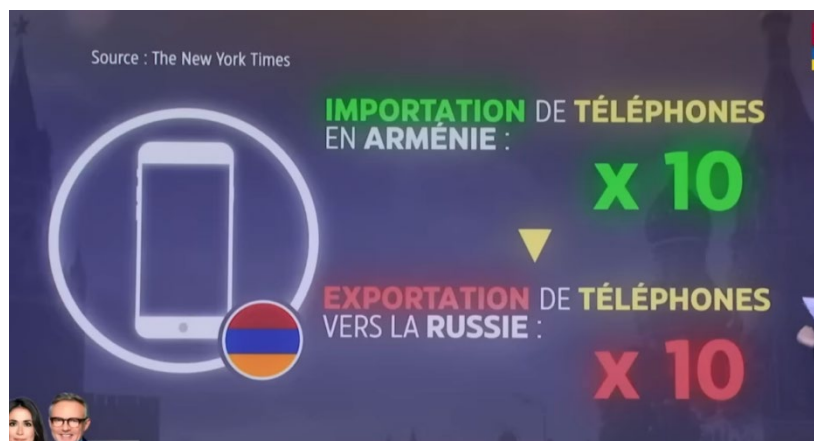 Source : The New York Times
IMPORTATION DE TÉLÉPHONES
EN ARMÉNIE :
x 10
EXPORTATION DE TÉLÉPHONES
VERS LA RUSSIE :
x 10